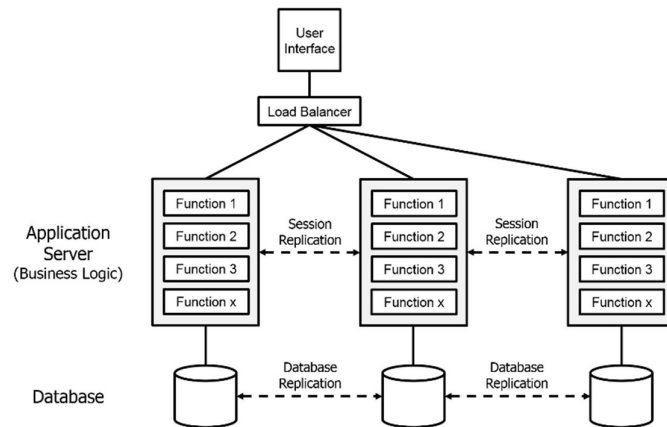 User
Interface
Load Balancer
Application
Server
(Business Logic)
Function 1
Function 2
Function 3
Function x
Session
Replication
Function 1
Function 2
Function 3
Function x
Session
Replication
Function 1
Function 2
Function 3
Function x
Database
Database
Replication
Database
Replication